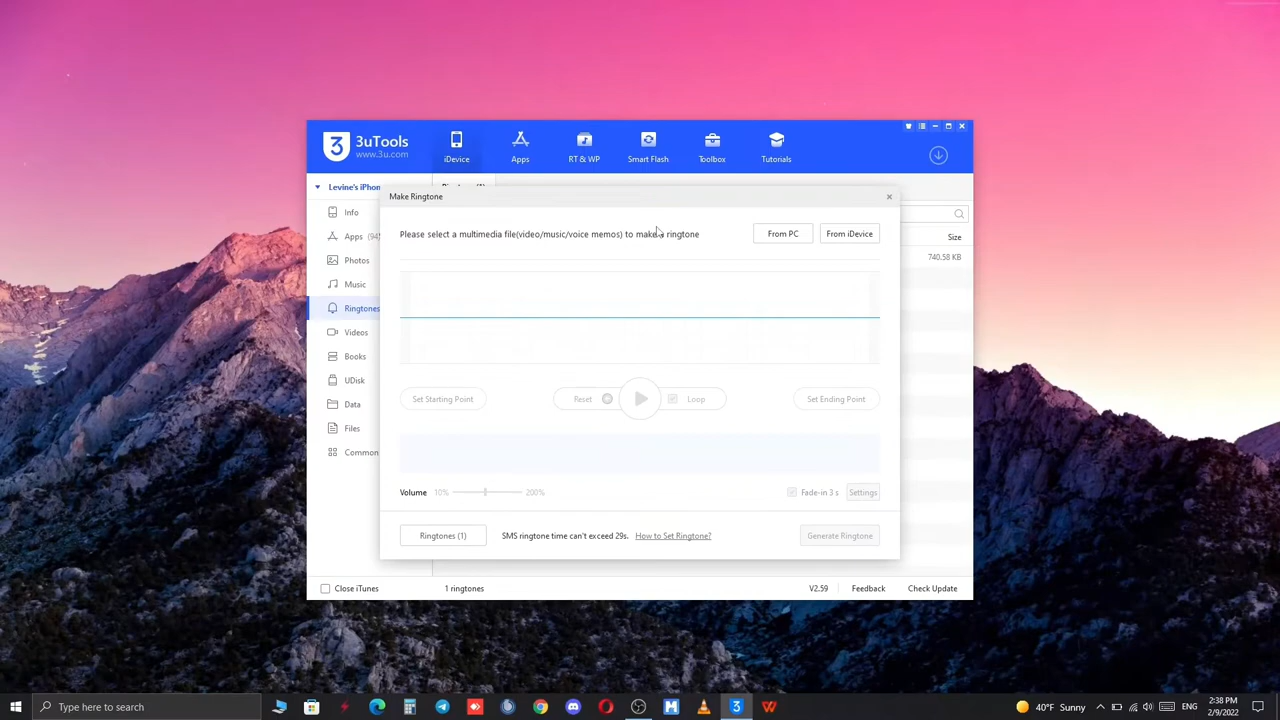 3uTools
www.3u.com
iDevice
Apps
RT & WP
Smart Flash
Toolbox
Tutorials
Levine's iPhon
Info
Apps (94)
Photos
Music
Ringtones
Videos
Books
UDisk
Data
Files
Common
Size
740.58 KB
Make Ringtone
Please select a multimedia file(video/music/voice memos) to make a ringtone
From PC
From iDevice
Set Starting Point
Reset
Loop
Set Ending Point
Volume 10% 200%
Fade-in 3 s
Settings
Ringtones (1)
SMS ringtone time can't exceed 29s. How to Set Ringtone?
Generate Ringtone
Close iTunes
1 ringtones
V2.59
Feedback
Check Update
Type here to search
40°F Sunny
ENG
2:38 PM
2/9/2022